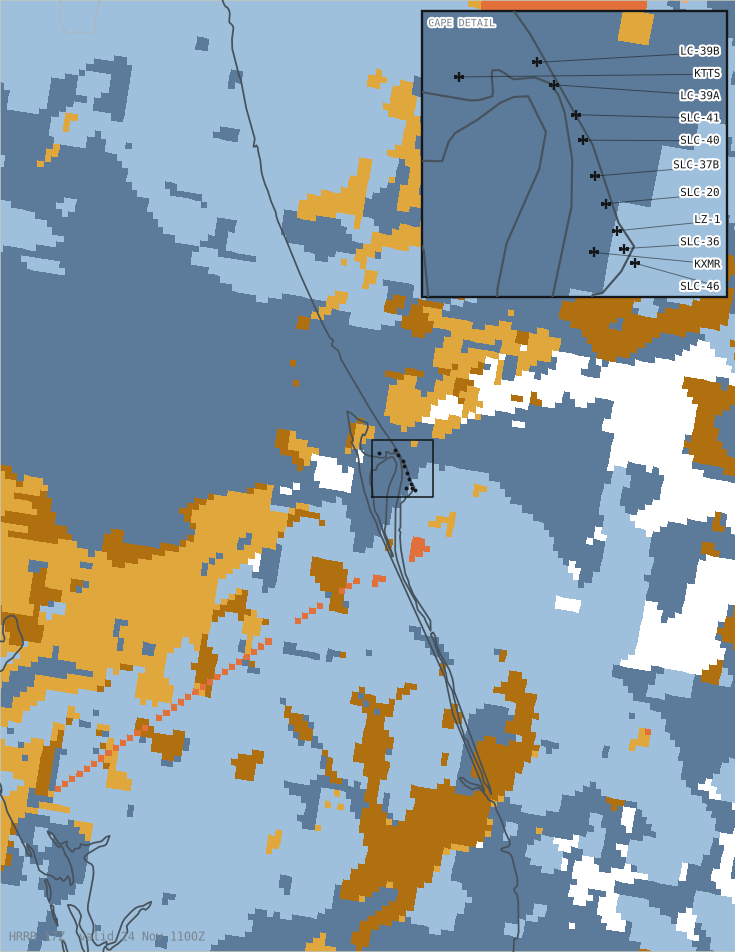 CAPE DETAIL
LC-39B
KTTS
LC-39A
SLC-41
SLC-40
SLC-37B
SLC-20
LZ-1
SLC-36
KXMR
SLC-46
valid 24 Nov 1100Z